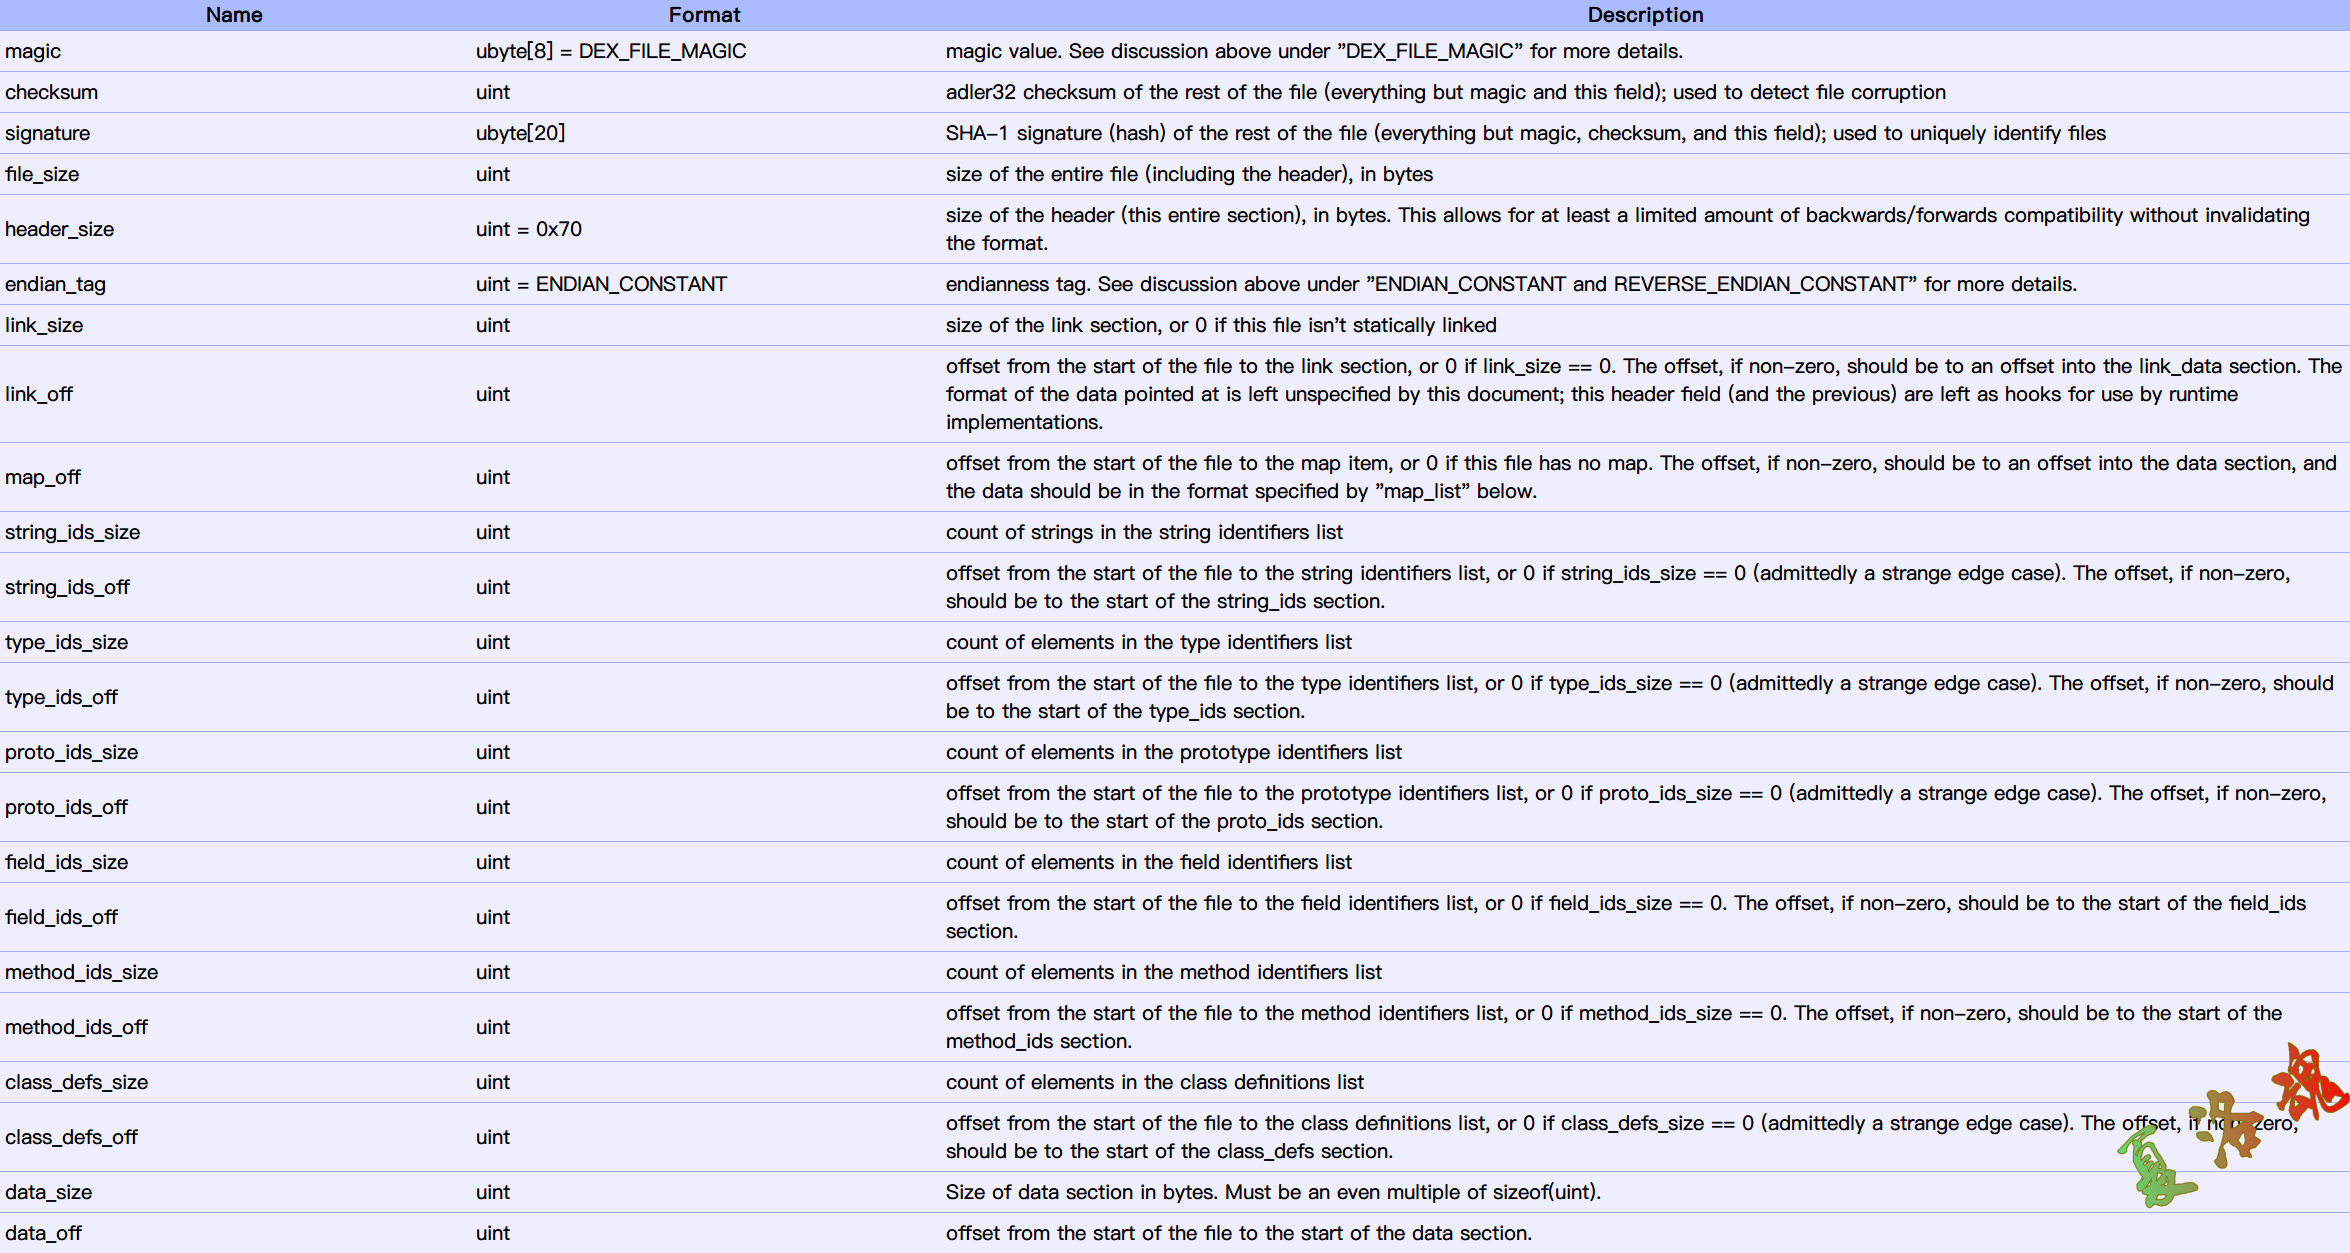 Name Format Description
magic ubyte[8] = DEX_FILE_MAGIC magic value. See discussion above under ”DEX_FILE_MAGIC” for more details.
checksum uint adler32 checksum of the rest of the file (everything but magic and this field); used to detect file corruption
signature ubyte[20] SHA-1 signature (hash) of the rest of the file (everything but magic, checksum, and this field); used to uniquely identify files
file_size uint size of the entire file (including the header), in bytes
header_size uint = 0x70 size of the header (this entire section), in bytes. This allows for at least a limited amount of backwards/forwards compatibility without invalidating
the format.
endian_tag uint = ENDIAN_CONSTANT endianness tag. See discussion above under ”ENDIAN_CONSTANT and REVERSE_ENDIAN_CONSTANT” for more details.
link_size uint size of the link section, or 0 if this file isn’t statically linked
link_off uint offset from the start of the file to the link section, or 0 if link_size == 0. The offset, if non-zero, should be to an offset into the link_data section. The
format of the data pointed at is left unspecified by this document; this header field (and the previous) are left as hooks for use by runtime
implementations.
map_off uint offset from the start of the file to the map item, or 0 if this file has no map. The offset, if non-zero, should be to an offset into the data section, and
the data should be in the format specified by ”map_list” below.
string_ids_size uint count of strings in the string identifiers list
string_ids_off uint offset from the start of the file to the string identifiers list, or 0 if string_ids_size == 0 (admittedly a strange edge case). The offset, if non-zero,
should be to the start of the string_ids section.
type_ids_size uint count of elements in the type identifiers list
type_ids_off uint offset from the start of the file to the type identifiers list, or 0 if type_ids_size == 0 (admittedly a strange edge case). The offset, if non-zero, should
be to the start of the type_ids section.
proto_ids_size uint count of elements in the prototype identifiers list
proto_ids_off uint offset from the start of the file to the prototype identifiers list, or 0 if proto_ids_size == 0 (admittedly a strange edge case). The offset, if non-zero,
should be to the start of the proto_ids section.
field_ids_size uint count of elements in the field identifiers list
field_ids_off uint offset from the start of the file to the field identifiers list, or 0 if field_ids_size == 0. The offset, if non-zero, should be to the start of the field_ids
section.
method_ids_size uint count of elements in the method identifiers list
method_ids_off uint offset from the start of the file to the method identifiers list, or 0 if method_ids_size == 0. The offset, if non-zero, should be to the start of the
method_ids section.
class_defs_size uint count of elements in the class definitions list
class_defs_off uint offset from the start of the file to the class definitions list, or 0 if class_defs_size == 0 (admittedly a strange edge case). The offset, if non-zero,
should be to the start of the class_defs section.
data_size uint Size of data section in bytes. Must be an even multiple of sizeof(uint).
data_off uint offset from the start of the file to the start of the data section.